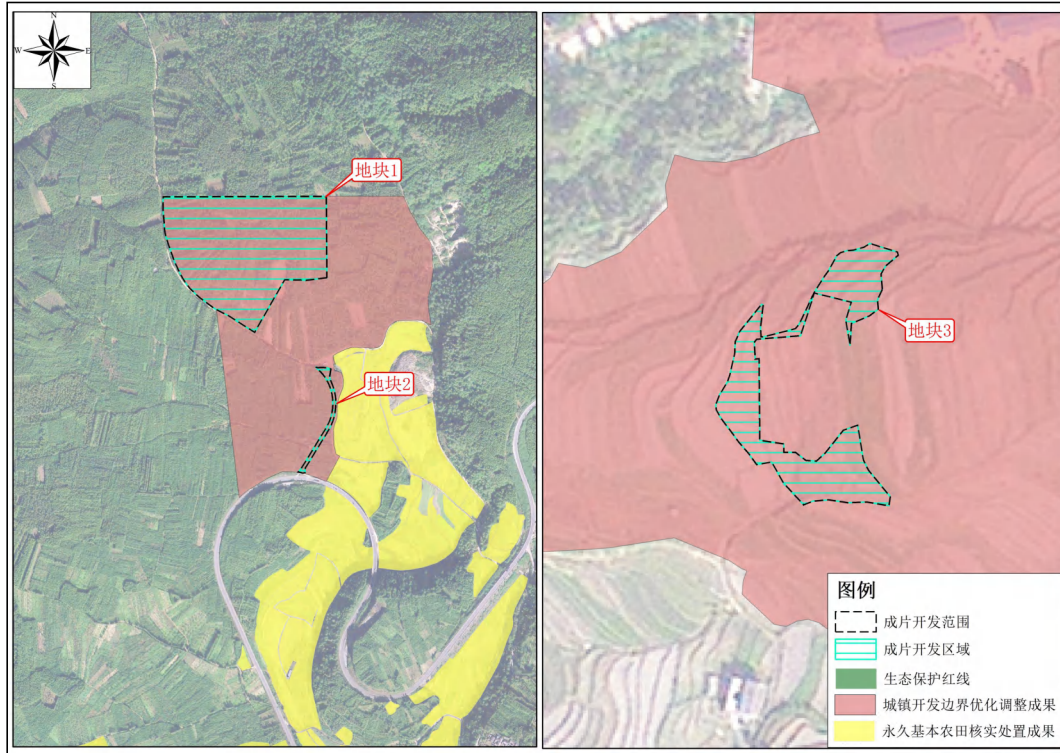 N
W
E
S
地块1
地块2
地块3
图例
成片开发范围
成片开发区域
生态保护红线
城镇开发边界优化调整成果
永久基本农田核实处置成果